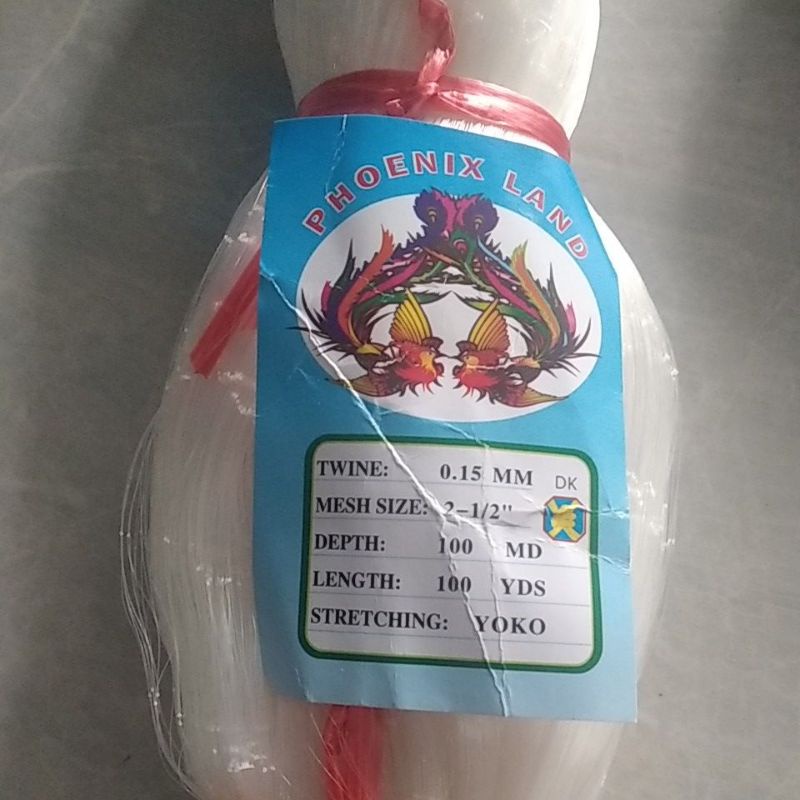 PHOENIX LAND
TWINE: 0.15 MM DK
MESH SIZE: 2-1/2"
DEPTH: 100 MD
LENGTH: 100 YDS
STRETCHING: YOKO